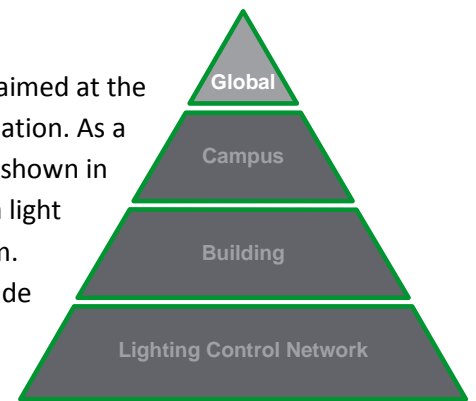 Global
aimed at the
ation. As a
Campus
shown in
light
Building
de
Lighting Control Network